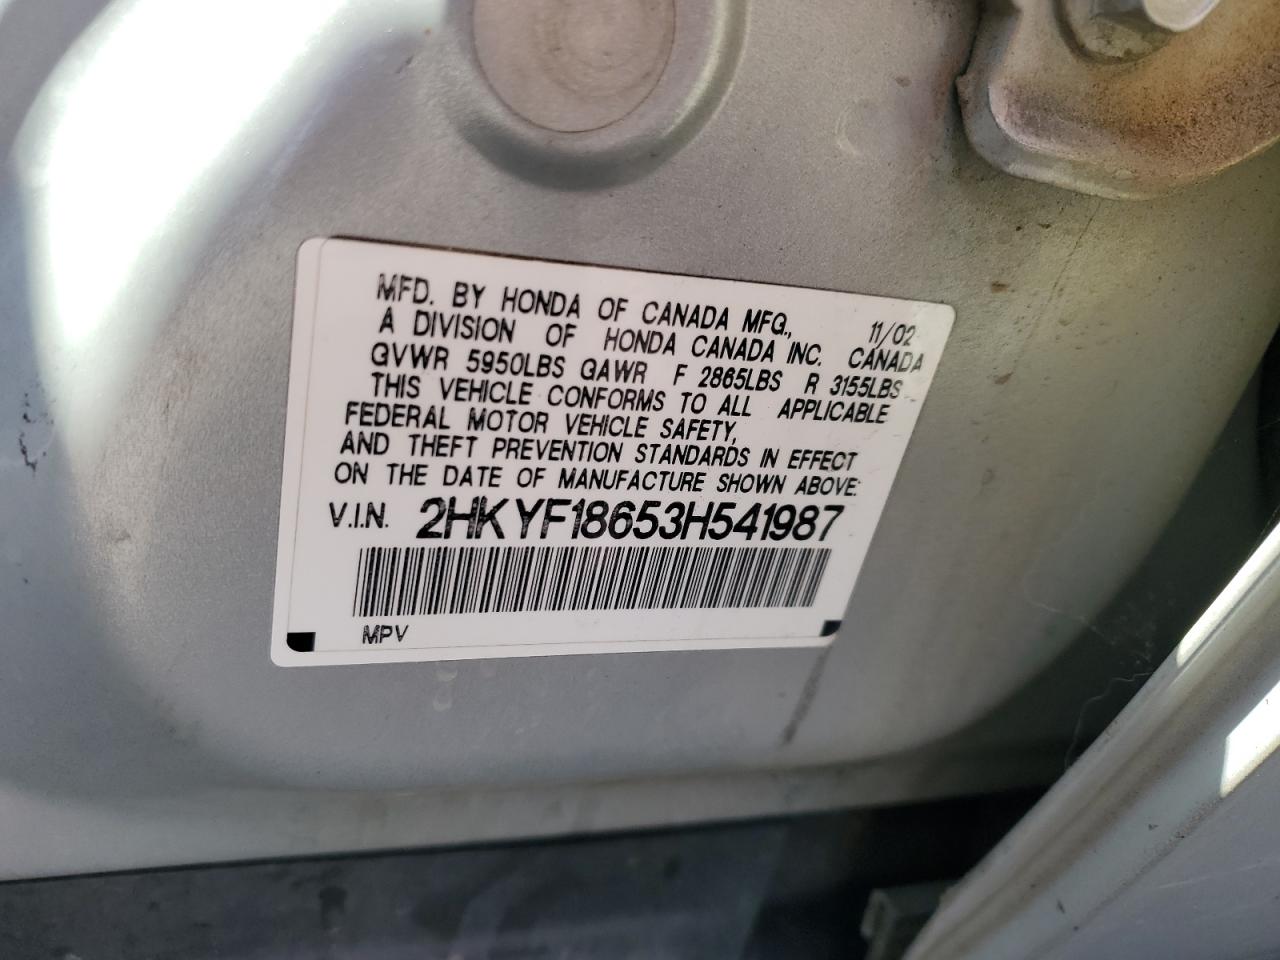 MFD. BY HONDA OF CANADA MFG., 11/02
A DIVISION OF HONDA CANADA INC. CANADA
GVWR 5950LBS GAWR F 2865LBS R 3155LBS
THIS VEHICLE CONFORMS TO ALL APPLICABLE
FEDERAL MOTOR VEHICLE SAFETY,
AND THEFT PREVENTION STANDARDS IN EFFECT
ON THE DATE OF MANUFACTURE SHOWN ABOVE:
V.I.N. 2HKYF18653H541987
MPV